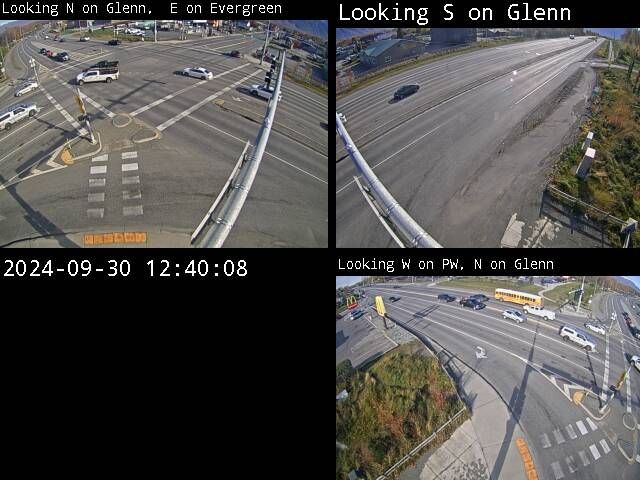 Looking N on Glenn,  E on Evergreen
Looking S on Glenn
2024-09-30 12:40:08
Looking W on PW, N on Glenn